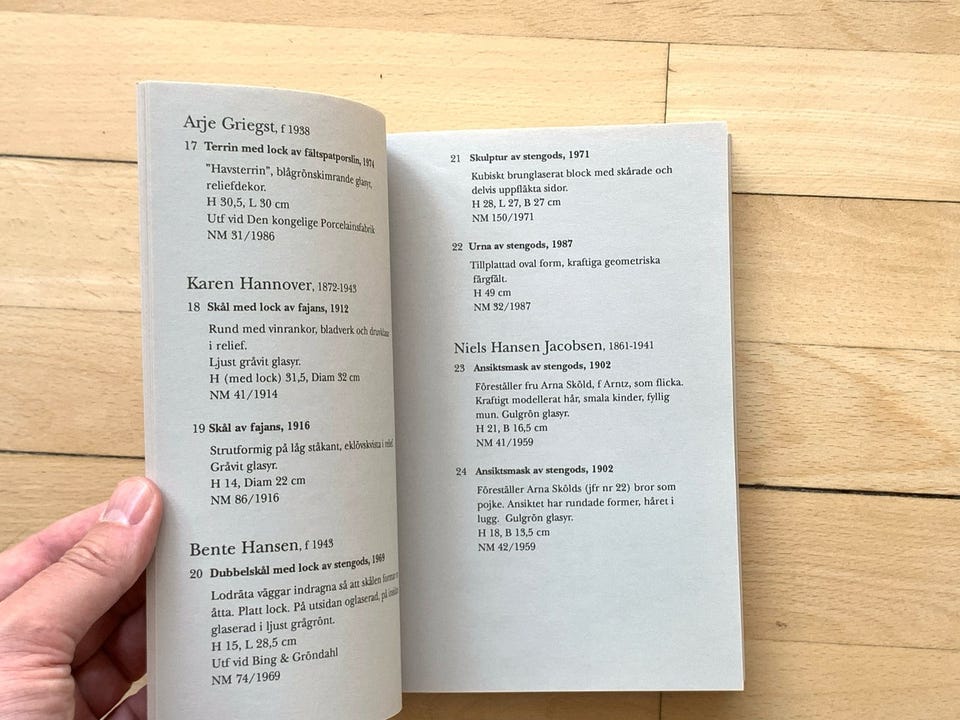 Arje Griegst, f 1938
17 Terrin med lock av fältspatporslin, 1974
"Havsterrin", blågrönskimrande glasyr,
reliefdekor.
H 30,5, L 30 cm
Utf vid Den kongelige Porcelainsfabrik
NM 31/1986
Karen Hannover, 1872-1943
18 Skål med lock av fajans, 1912
Rund med vinrankor, bladverk och
i relief.
Ljust gråvit glasyr.
H (med lock) 31,5, Diam 32 cm
NM 41/1914
19 Skål av fajans, 1916
Strutformig på låg ståkant, eklövskvista i relief
Gråvit glasyr.
H 14, Diam 22 cm
NM 86/1916
Bente Hansen, f 1943
20 Dubbelskål med lock av stengods, 1969
Lodräta väggar indragna så att skålen formar
åtta. Platt lock. På utsidan oglaserad, på
glaserad i ljust grågrönt.
H 15, L 28,5 cm
Utf vid Bing & Gröndahl
NM 74/1969
21 Skulptur av stengods, 1971
Kubiskt brunglaserat block med skårade och
delvis uppfläkta sidor.
H 28, L 27, B 27 cm
NM 150/1971
22 Urna av stengods, 1987
Tillplattad oval form, kraftiga geometriska
färgfält.
H 49 cm
NM 32/1987
Niels Hansen Jacobsen, 1861-1941
23 Ansiktsmask av stengods, 1902
Föreställer fru Arna Sköld, f Arntz, som flicka.
Kraftigt modellerat hår, smala kinder, fyllig
mun. Gulgrön glasyr.
H 21, B 16,5 cm
NM 41/1959
24 Ansiktsmask av stengods, 1902
Föreställer Arna Skölds (jfr nr 22) bror som
pojke. Ansiktet har rundade former, håret i
lugg. Gulgrön glasyr.
H 18, B 13,5 cm
NM 42/1959